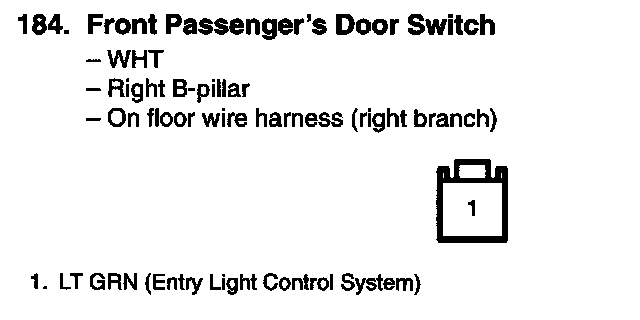 184. Front Passenger's Door Switch
– WHT
– Right B-pillar
– On floor wire harness (right branch)
1
1. LT GRN (Entry Light Control System)